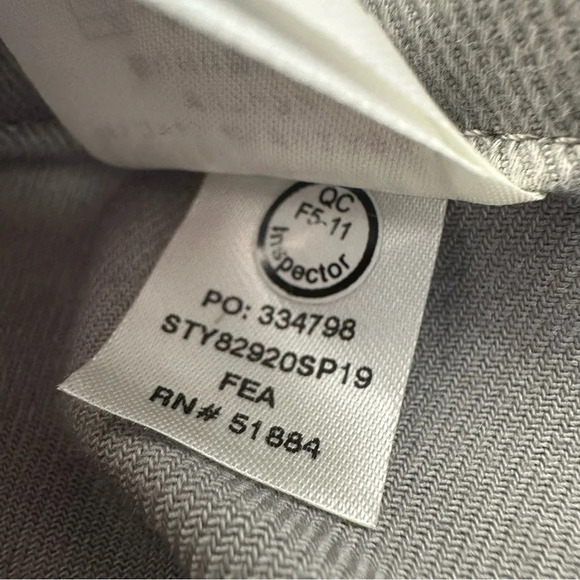 QC
F5-11
Inspector
PO: 334798
STY82920SP19
FEA
RN# 51884